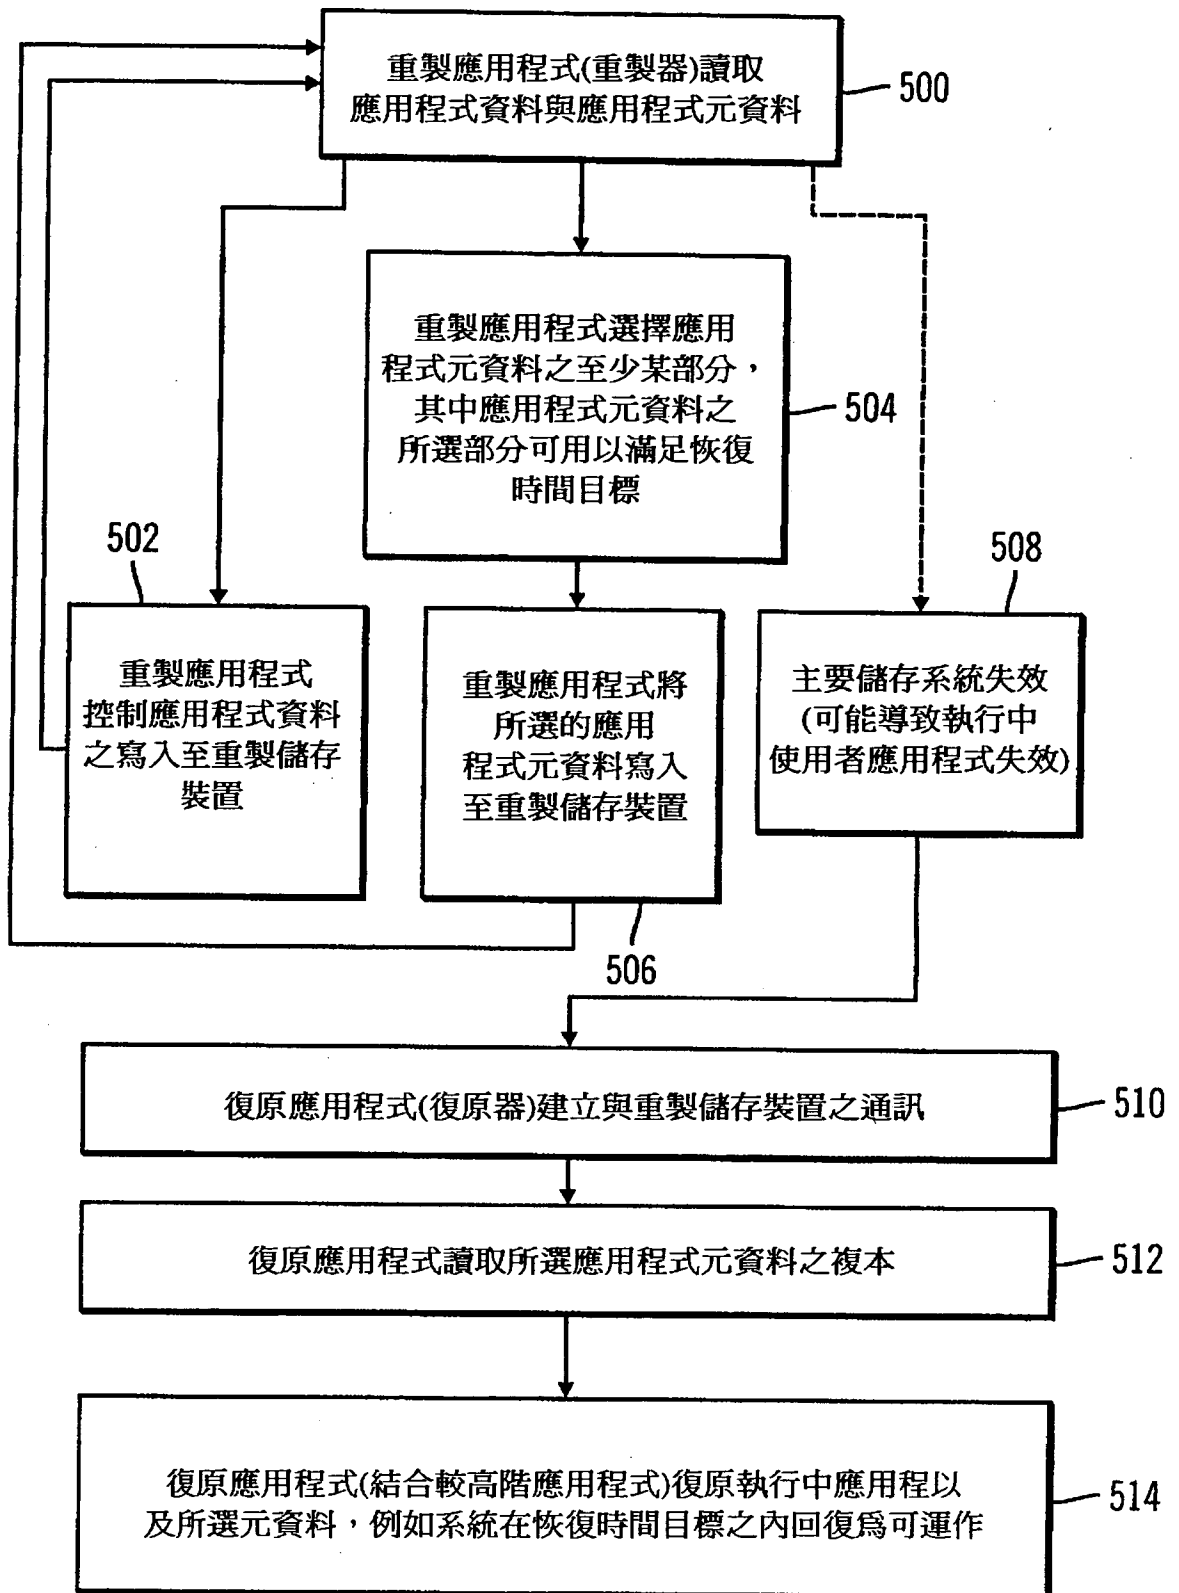 重製應用程式(重製器)讀取
應用程式資料與應用程式元資料
500
重製應用程式選擇應用
程式元資料之至少某部分，
其中應用程式元資料之
所選部分可用以滿足恢復
時間目標
504
502
重製應用程式
控制應用程式資料
之寫入至重製儲存
裝置
重製應用程式將
所選的應用
程式元資料寫入
至重製儲存裝置
506
508
主要儲存系統失效
(可能導致執行中
使用者應用程式失效)
復原應用程式(復原器)建立與重製儲存裝置之通訊
510
復原應用程式讀取所選應用程式元資料之複本
512
復原應用程式(結合較高階應用程式)復原執行中應用程以
及所選元資料，例如系統在恢復時間目標之內回復爲可運作
514